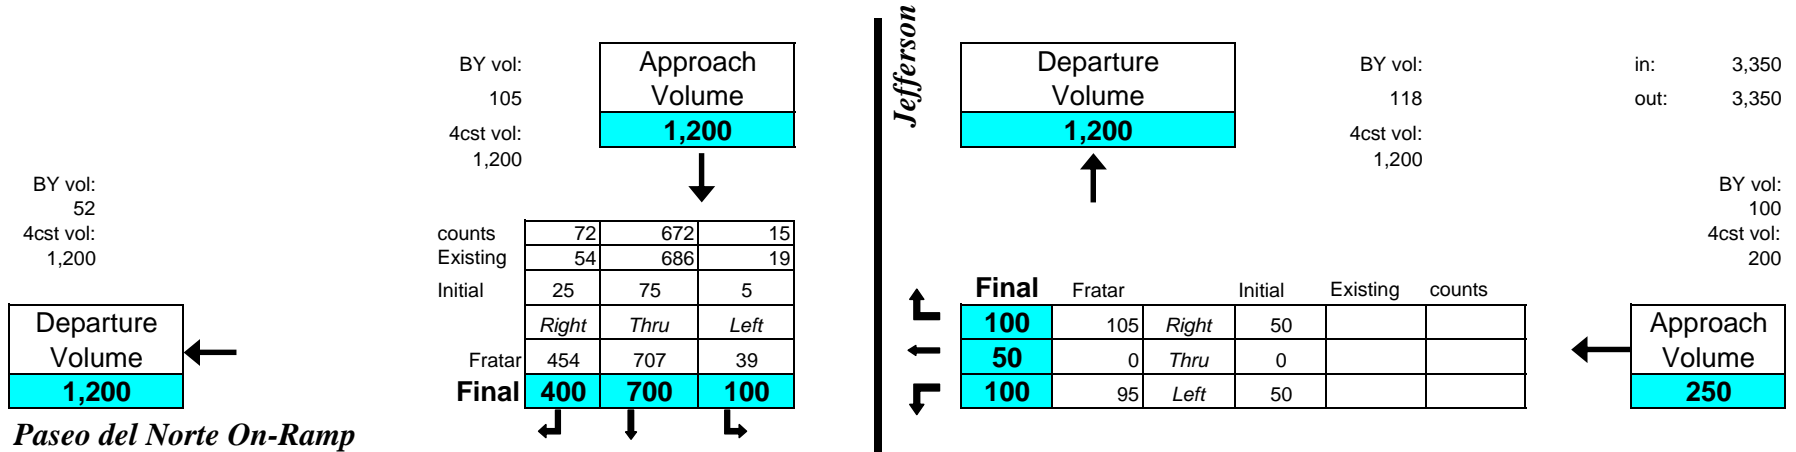 Jefferson
BY vol:
105
4cst vol:
1,200
Approach
Volume
1,200
Departure
Volume
1,200
BY vol:
118
4cst vol:
1,200
in: 3,350
out: 3,350
BY vol:
52
4cst vol:
1,200
BY vol:
100
4cst vol:
200
counts 72 672 15
Existing 54 686 19
Initial 25 75 5
Right Thru Left
Fratar 454 707 39
Final 400 700 100
Final Fratar Initial Existing counts
100 105 Right 50
50 0 Thru 0
100 95 Left 50
Departure
Volume
1,200
Approach
Volume
250
Paseo del Norte On-Ramp